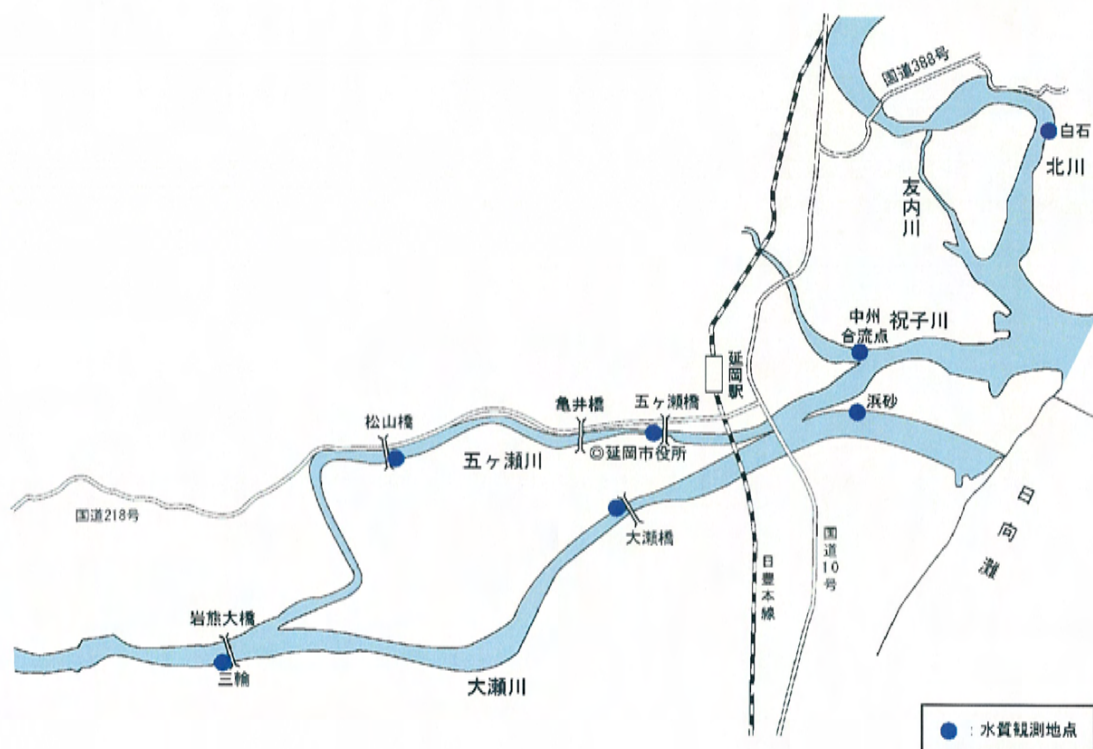 国道388号
白石
北川
友内川
中州
合流点
祝子川
延岡駅
浜砂
五ヶ瀬橋
亀井橋
松山橋
五ヶ瀬川
◎延岡市役所
国道218号
大瀬橋
日向灘
国道10号
日豊本線
岩熊大橋
三輪
大瀬川
：水質観測地点